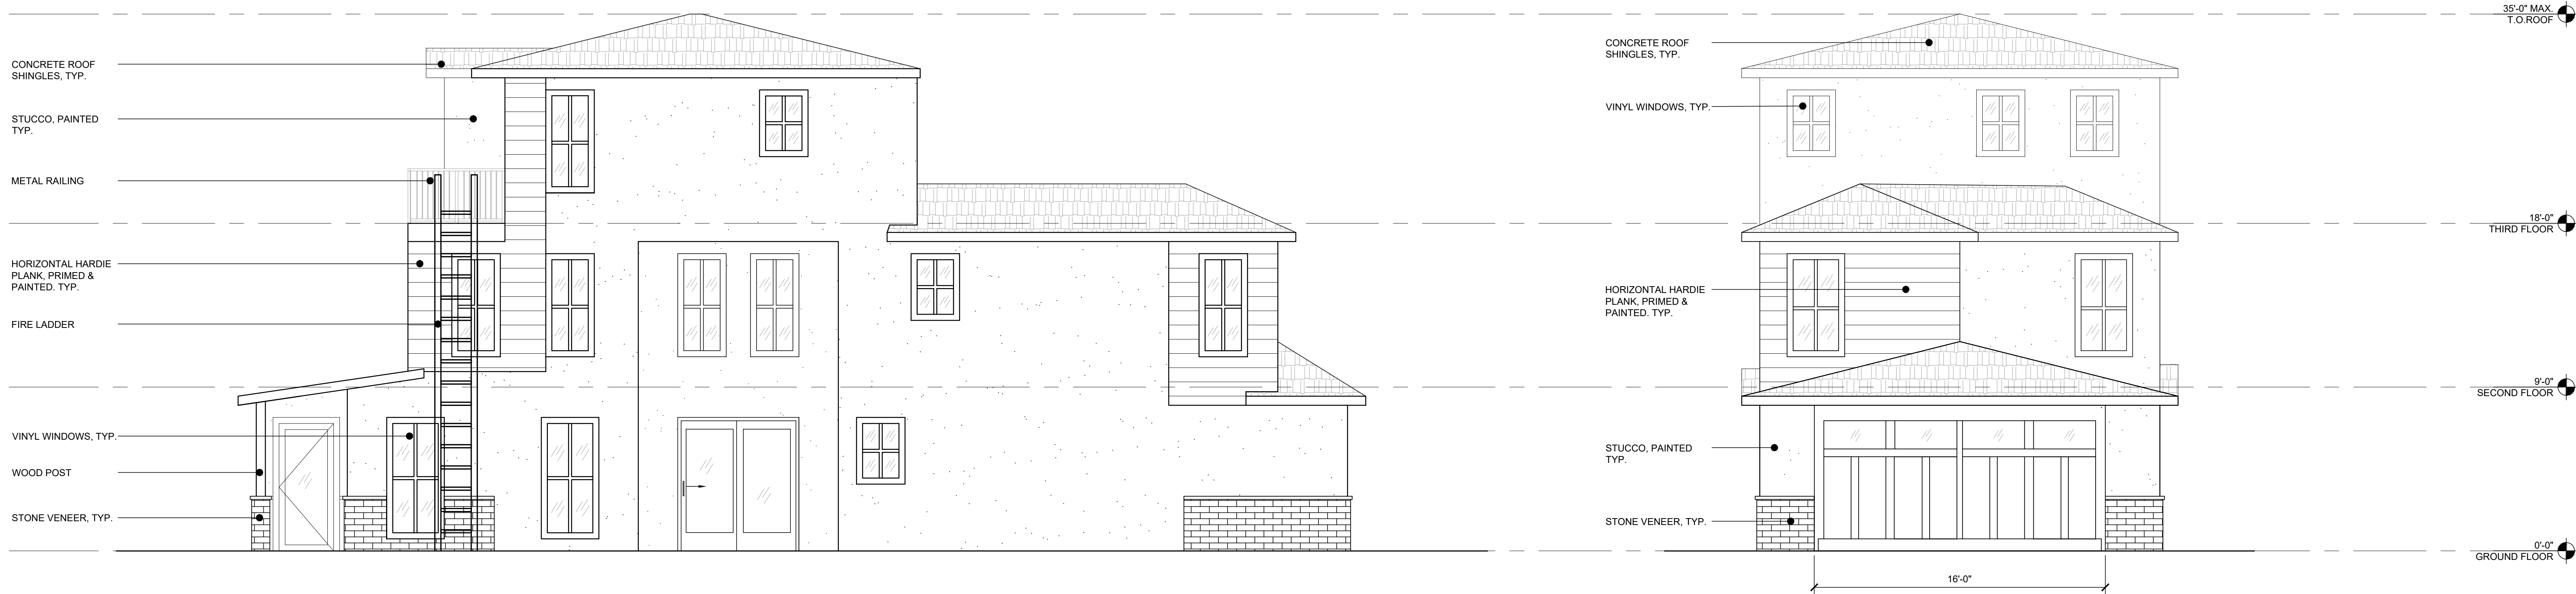 CONCRETE ROOF
SHINGLES, TYP.
STUCCO, PAINTED
TYP.
METAL RAILING
HORIZONTAL HARDIE
PLANK, PRIMED &
PAINTED. TYP.
FIRE LADDER
VINYL WINDOWS, TYP.
WOOD POST
STONE VENEER, TYP.
CONCRETE ROOF
SHINGLES, TYP.
VINYL WINDOWS, TYP.
HORIZONTAL HARDIE
PLANK, PRIMED &
PAINTED. TYP.
STUCCO, PAINTED
TYP.
STONE VENEER, TYP.
16'-0"
35'-0" MAX.
T.O.ROOF
18'-0"
THIRD FLOOR
9'-0"
SECOND FLOOR
0'-0"
GROUND FLOOR